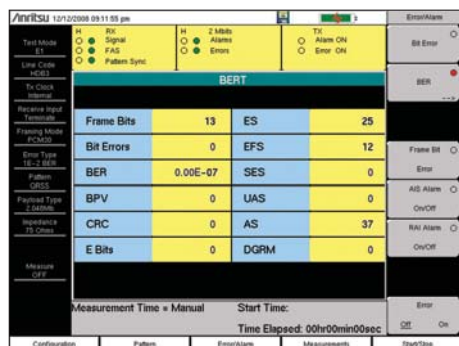 Anritsu 12/12/2008 09:11:55 pm
Error/Alarm
Test Mode
E1
Line Code
HDB3
Tx Clock
Internal
Receive Input
Terminate
Framing Mode
PCM30
Error Type
1E-2 BER
Pattern
QRSS
Payload Type
2.048Mb
Impedance
75 Ohms
Measure
OFF
H RX
Signal
FAS
Pattern Sync
H 2 Mbits
Alarms
Errors
TX
Alarm ON
Error ON
BERT
Frame Bits 13 ES 25
Bit Errors 0 EFS 12
BER 0.00E-07 SES 0
BPV 0 UAS 0
CRC 0 AS 37
E Bits 0 DGRM 0
Measurement Time = Manual Start Time:
Time Elapsed: 00hr00min00sec
Bit Error
BER
-->
Frame Bit
Error
AIS Alarm
On/Off
RAI Alarm
On/Off
Error
Off On
Configuration Pattern Error/Alarm Measurements Start/Stop